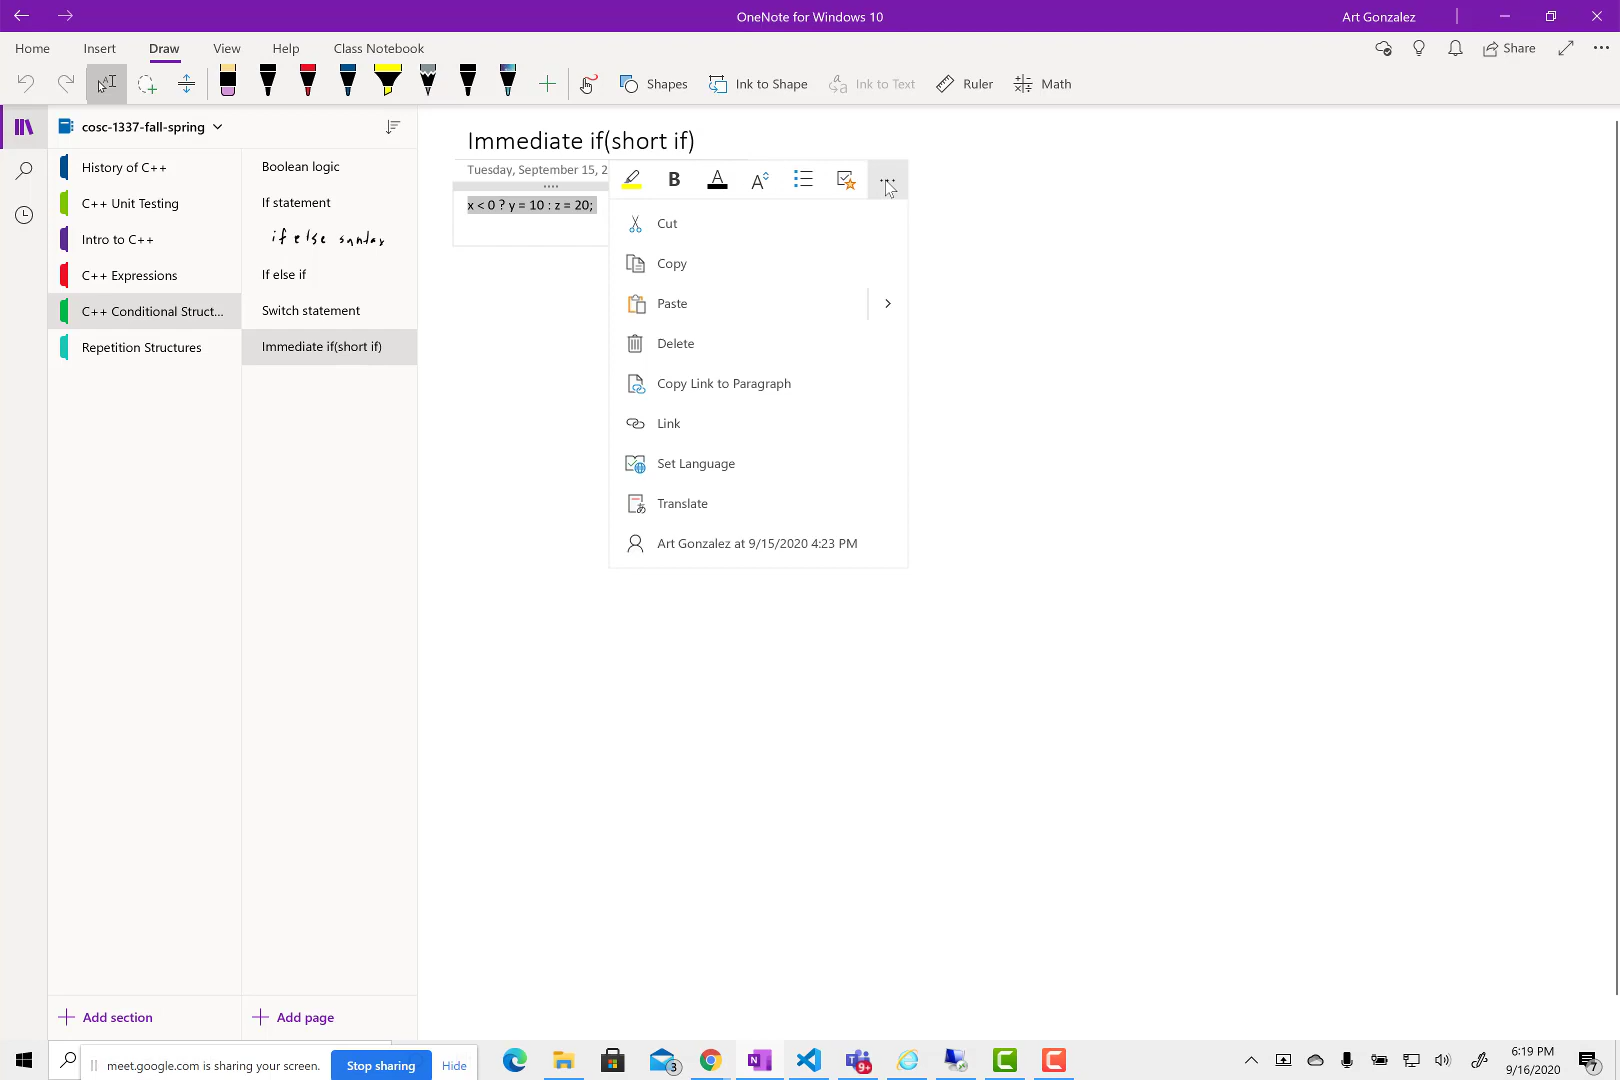 OneNote for Windows 10
Art Gonzalez
Home Insert Draw View Help Class Notebook
Share
Shapes Ink to Shape Ink to Text Ruler Math
cosc-1337-fall-spring
History of C++
C++ Unit Testing
Intro to C++
C++ Expressions
C++ Conditional Struct...
Repetition Structures
Boolean logic
If statement
if else syntax
If else if
Switch statement
Immediate if(short if)
Immediate if(short if)
Tuesday, September 15, 2
x < 0 ? y = 10 : z = 20;
B A A
Cut
Copy
Paste
Delete
Copy Link to Paragraph
Link
Set Language
Translate
Art Gonzalez at 9/15/2020 4:23 PM
Add section
Add page
meet.google.com is sharing your screen. Stop sharing Hide
3
N
9+
C
C
6:19 PM
9/16/2020
7